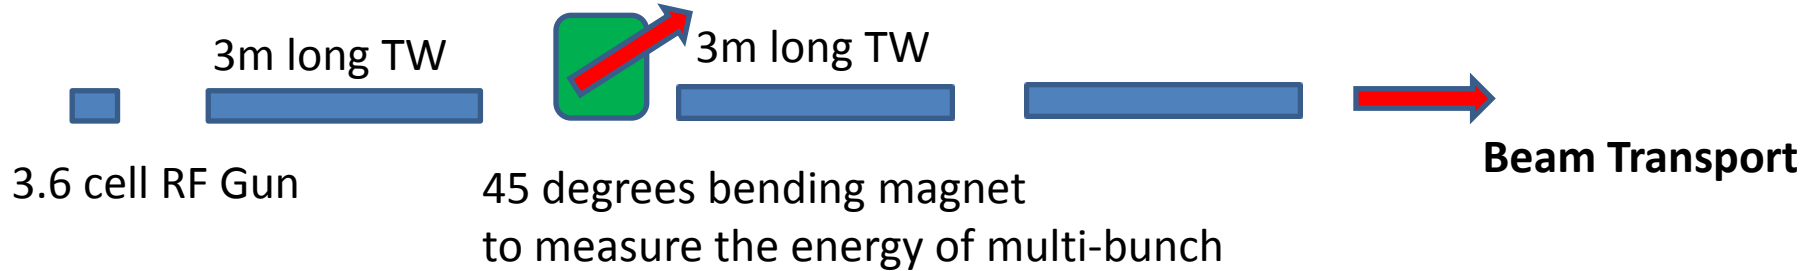 3m long TW
3m long TW
3.6 cell RF Gun
45 degrees bending magnet
to measure the energy of multi-bunch
Beam Transport